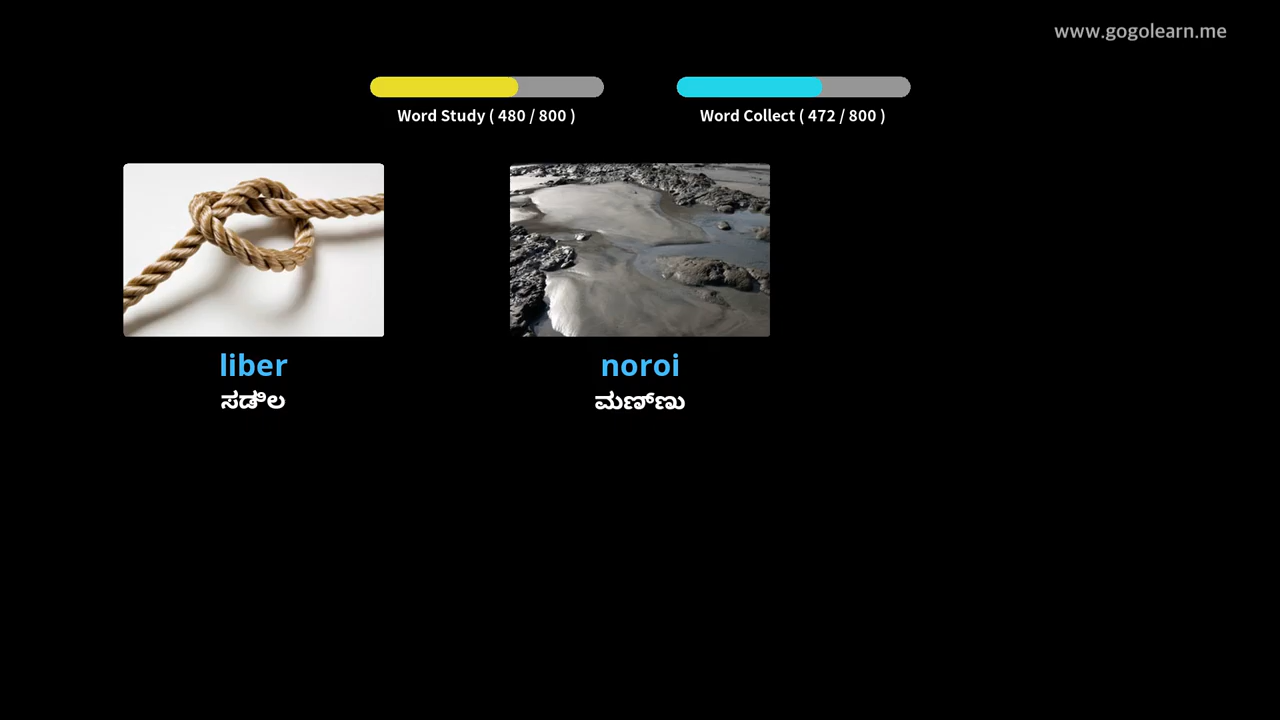 www.gogolearn.me
Word Study ( 480 / 800 )
Word Collect ( 472 / 800 )
liber
ಸಡಿಲ
noroi
ಮಣ್ಣು